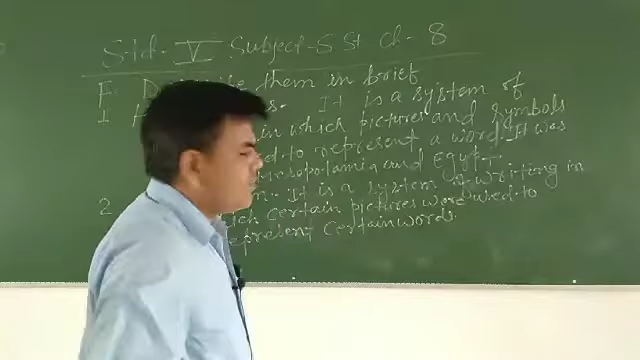 Std - V Subject - S St ch - 8
F. D them in brief
1 H s. It is a system of
in which pictures and symbols
ed to represent a word. It was
mesopotamia and Egypt.
2 n. It is a system of writing in
ich certain pictures were used to
epresent certain words.